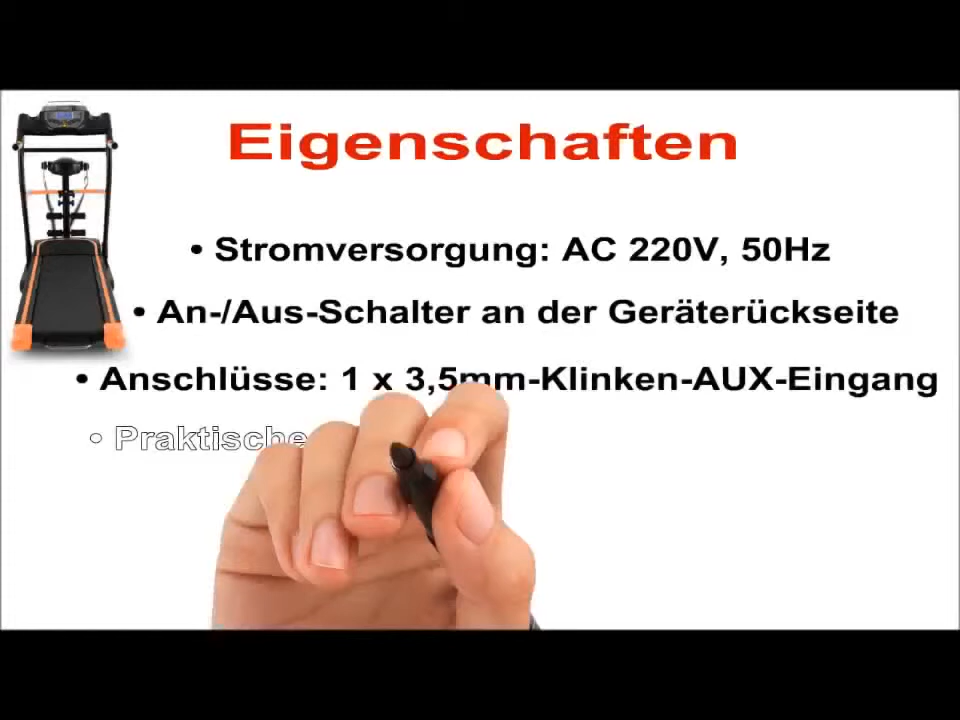 Eigenschaften
• Stromversorgung: AC 220V, 50Hz
• An-/Aus-Schalter an der Geräterückseite
• Anschlüsse: 1 x 3,5mm-Klinken-AUX-Eingang
• Praktische